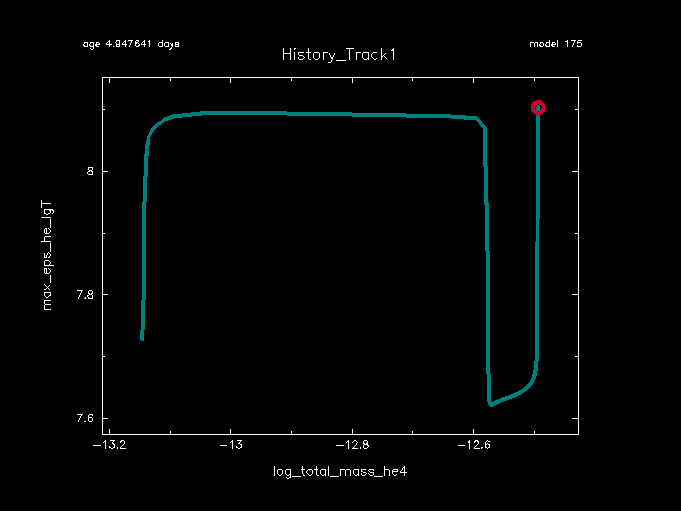 age 4.947641 days
model 175
History_Track1
8
7.8
7.6
max_eps_he_lgT
−13.2
−13
−12.8
−12.6
log_total_mass_he4